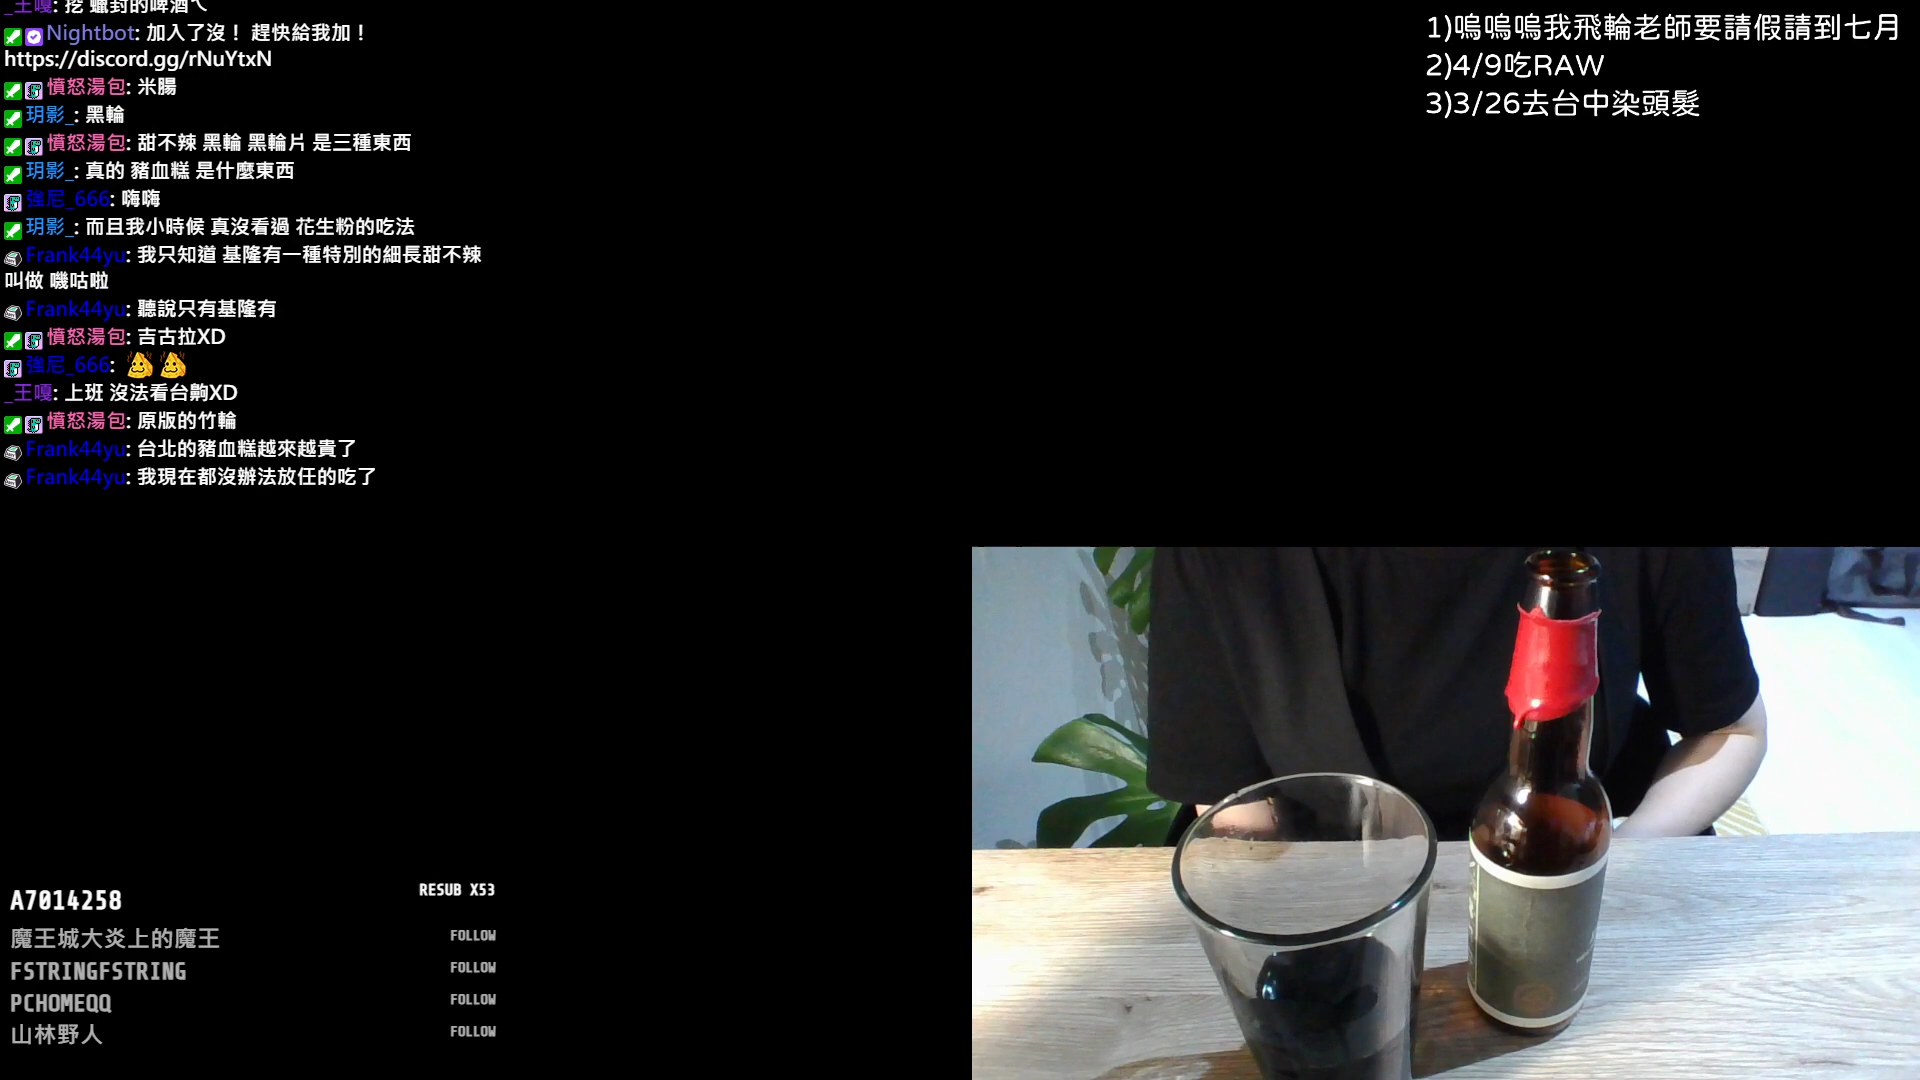 _王嘎: 挖 蠟封的啤酒ㄟ
Nightbot: 加入了沒！ 趕快給我加！
https://discord.gg/rNuYtxN
憤怒湯包: 米腸
玥影_: 黑輪
憤怒湯包: 甜不辣 黑輪 黑輪片 是三種東西
玥影_: 真的 豬血糕 是什麼東西
強尼_666: 嗨嗨
玥影_: 而且我小時候 真沒看過 花生粉的吃法
Frank44yu: 我只知道 基隆有一種特別的細長甜不辣
叫做 嘰咕啦
Frank44yu: 聽說只有基隆有
憤怒湯包: 吉古拉XD
強尼_666:
_王嘎: 上班 沒法看台齁XD
憤怒湯包: 原版的竹輪
Frank44yu: 台北的豬血糕越來越貴了
Frank44yu: 我現在都沒辦法放任的吃了
1)嗚嗚嗚我飛輪老師要請假請到七月
2)4/9吃RAW
3)3/26去台中染頭髮
A7014258 RESUB X53
魔王城大炎上的魔王 FOLLOW
FSTRINGFSTRING FOLLOW
PCHOMEQQ FOLLOW
山林野人 FOLLOW